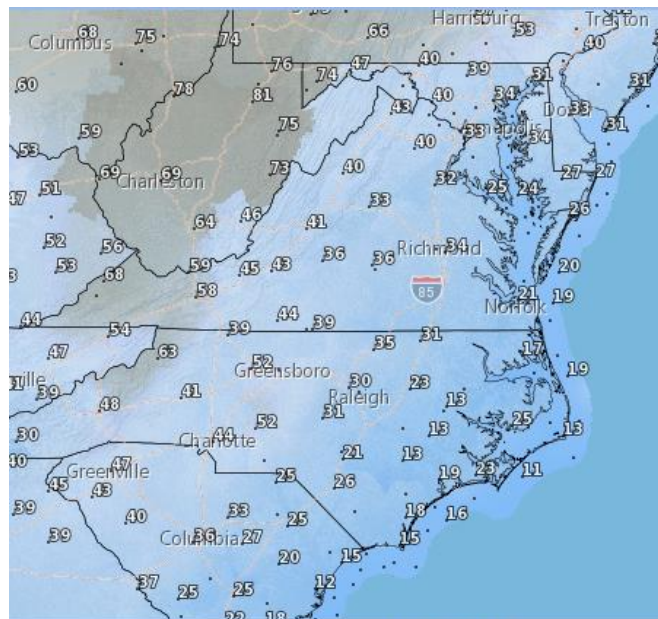 Harrisburg Trenton
68 75 74 66 53 40
Columbus
76 74 47 40 39 31 31
60 78 81 43 40 34 33 31
Dover
59 75 40 33 Annapolis 34
53 69 69 73 40 32 25 24 27 27
Charleston
47 51 64 46 41 33 26
52 56 36 36 34
Richmond
53 68 59 45 43 20
58 85 21 19
Norfolk
44 54 39 44 39 31
47 63 52 35 17
Greensboro
39 41 30 23 19
Raleigh
48 52 31 13 25
30 44 13 13
Charlotte
40 47 21 13
Greenville
45 43 25 26 19 23 11
39 40 33 25 18 16
39 36 27 15
Columbia
20 15
37 25 25 12
18